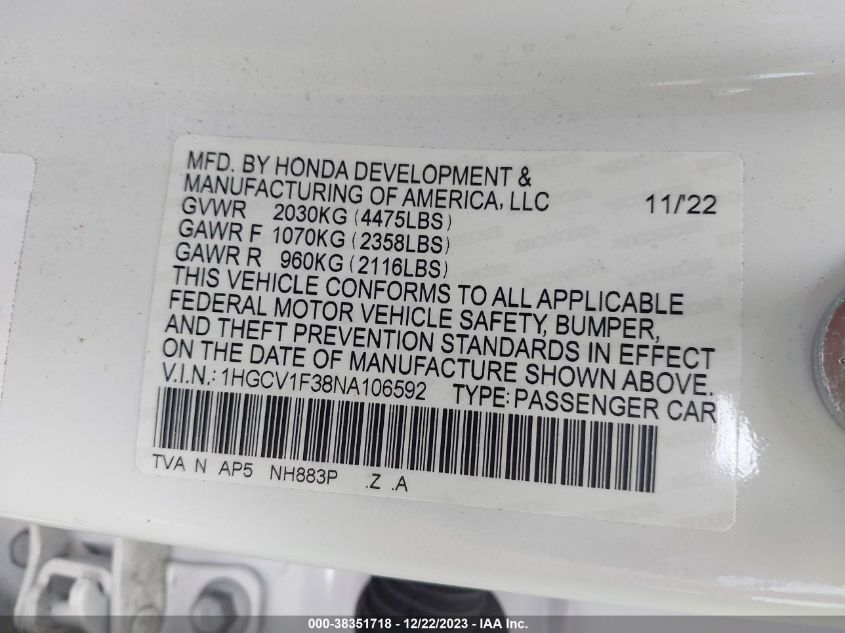 MFD. BY HONDA DEVELOPMENT &
MANUFACTURING OF AMERICA, LLC 11/'22
GVWR 2030KG (4475LBS)
GAWR F 1070KG (2358LBS)
GAWR R 960KG (2116LBS)
THIS VEHICLE CONFORMS TO ALL APPLICABLE
FEDERAL MOTOR VEHICLE SAFETY, BUMPER,
AND THEFT PREVENTION STANDARDS IN EFFECT
ON THE DATE OF MANUFACTURE SHOWN ABOVE.
V.I.N.: 1HGCV1F38NA106592 TYPE: PASSENGER CAR
TVA N AP5 NH883P .Z .A
000-38351718 - 12/22/2023 - IAA Inc.